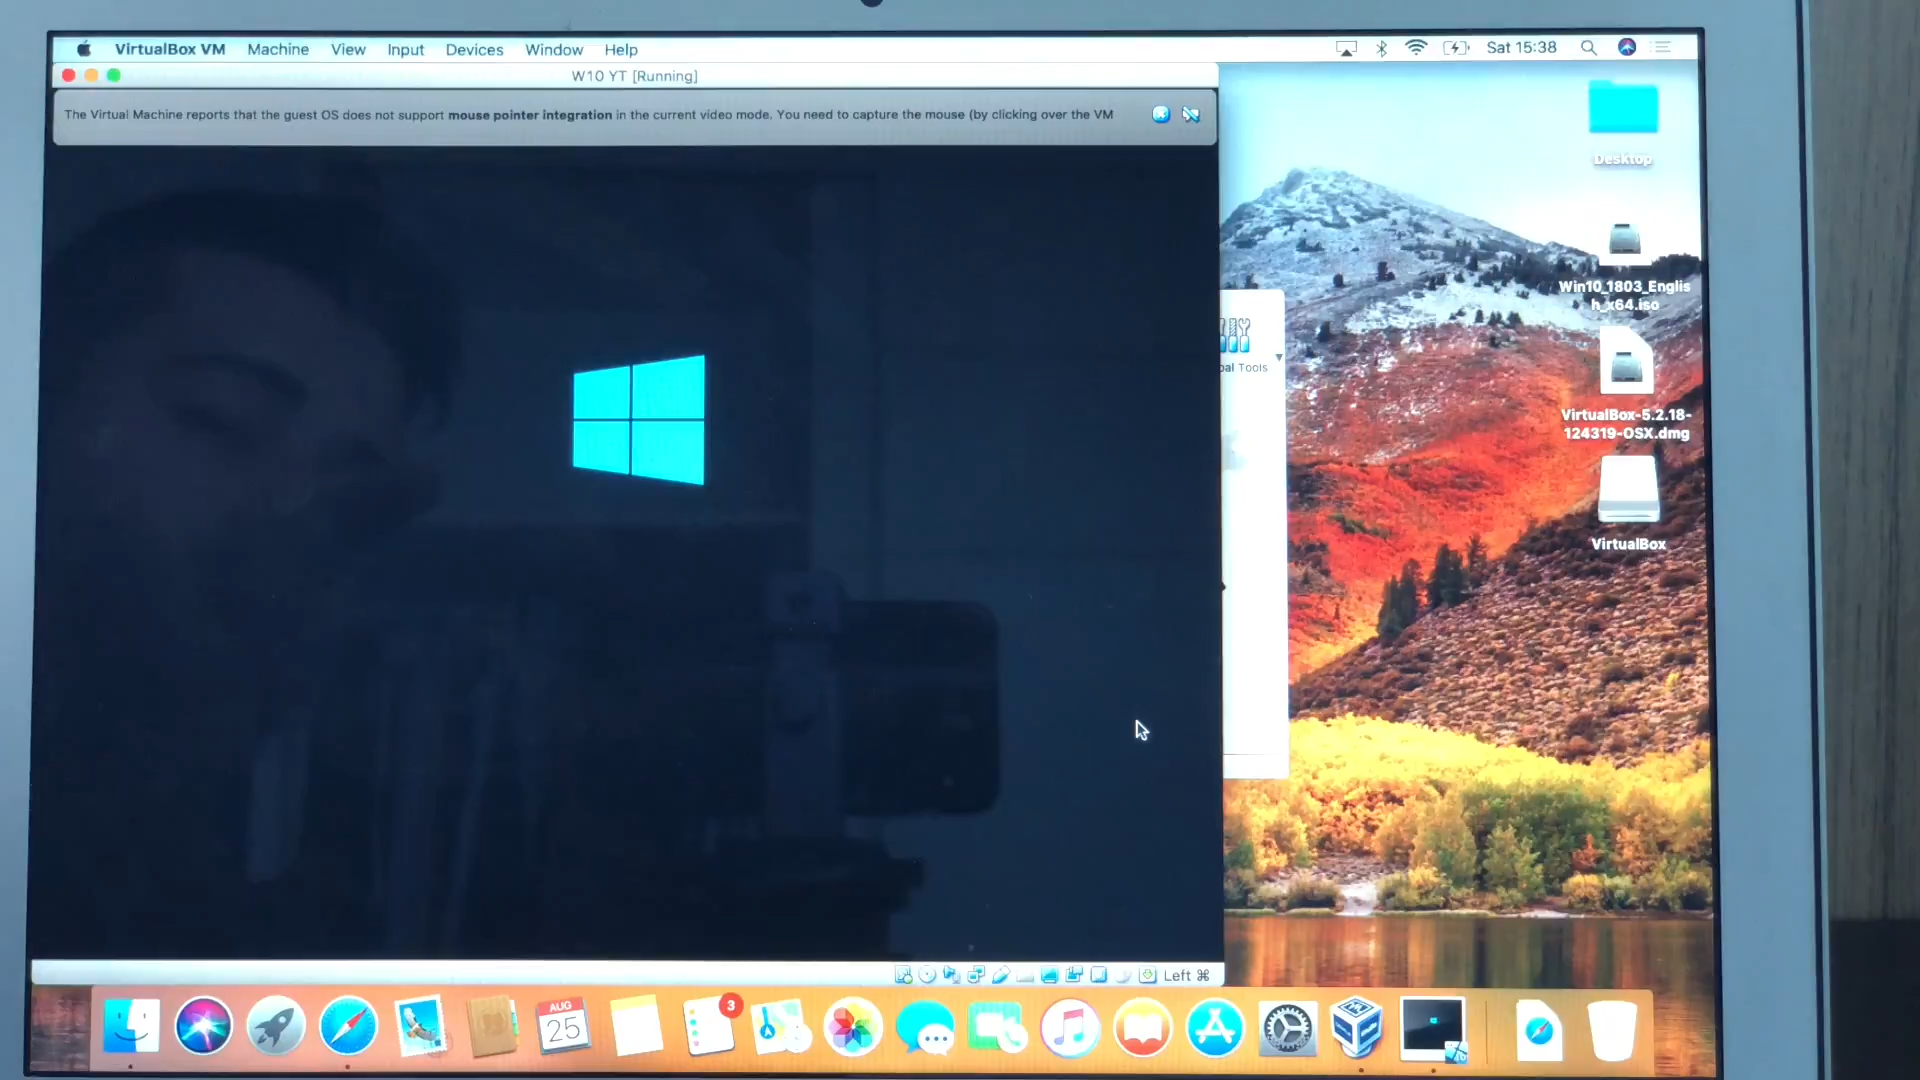 VirtualBox VM Machine View Input Devices Window Help Sat 15:38
W10 YT [Running]
The Virtual Machine reports that the guest OS does not support mouse pointer integration in the current video mode. You need to capture the mouse (by clicking over the VM
Desktop
Win10_1803_Englis
h_x64.iso
bal Tools
VirtualBox-5.2.18-
124319-OSX.dmg
VirtualBox
Left ⌘
AUG
25
3